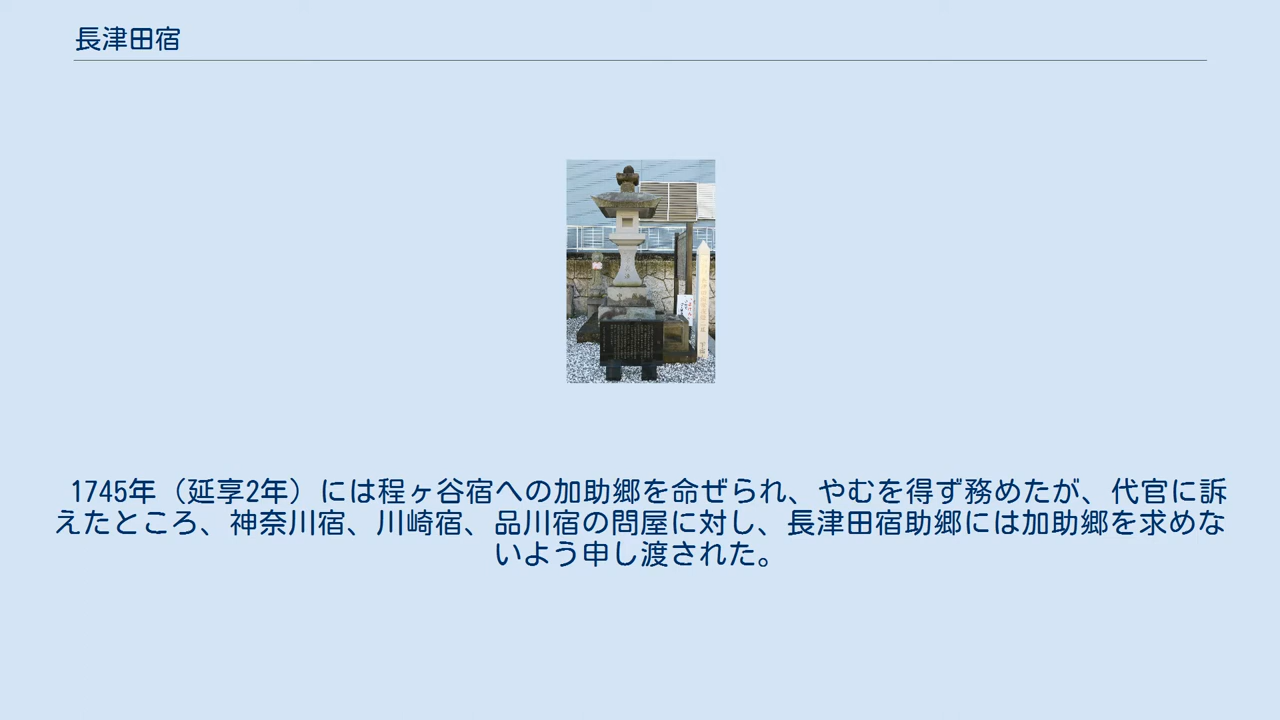 長津田宿
1745年（延享2年）には程ヶ谷宿への加助郷を命ぜられ、やむを得ず務めたが、代官に訴
えたところ、神奈川宿、川崎宿、品川宿の問屋に対し、長津田宿助郷には加助郷を求めな
いよう申し渡された。